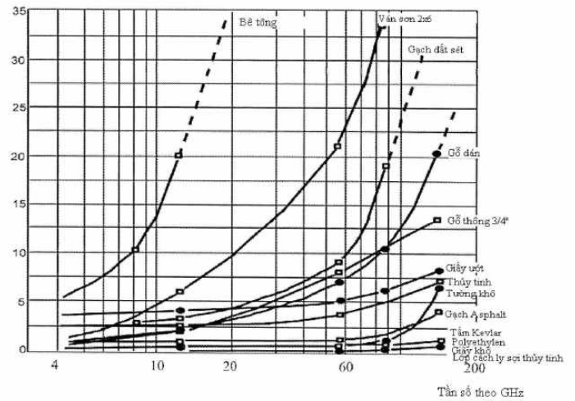 35
30
25
20
15
10
5
0
Bê tông
Ván sơn 2x6
Gạch đất sét
Gỗ dán
Gỗ thông 3/4"
Giấy ướt
Thủy tinh
Tường khô
Gạch Asphalt
Tấm Kevlar
Polyethylen
Giấy khô
Lớp cách ly sợi thủy tinh
4
10
20
60
100
200
Tần số theo GHz